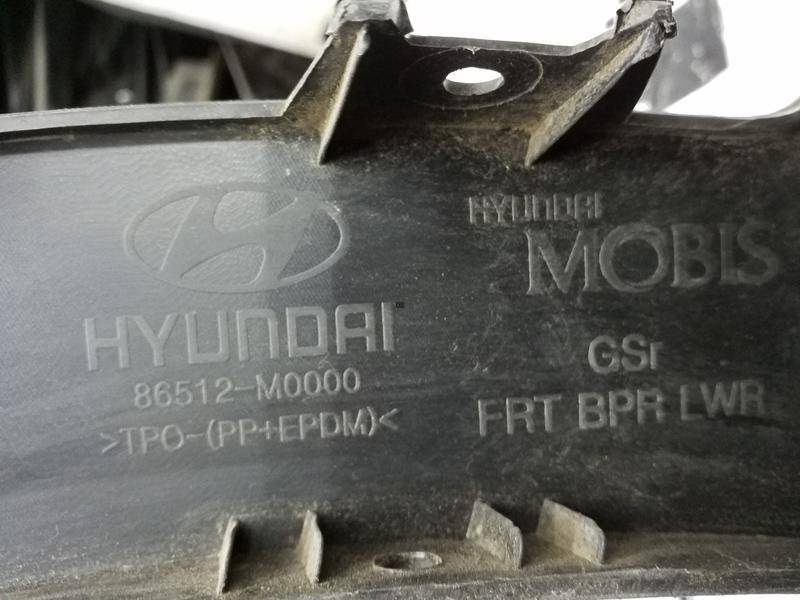 HYUNDAI
86512-M0000
>TPO-(PP+EPDM)<
HYUNDAI
MOBIS
GSr
FRT BPR LWR